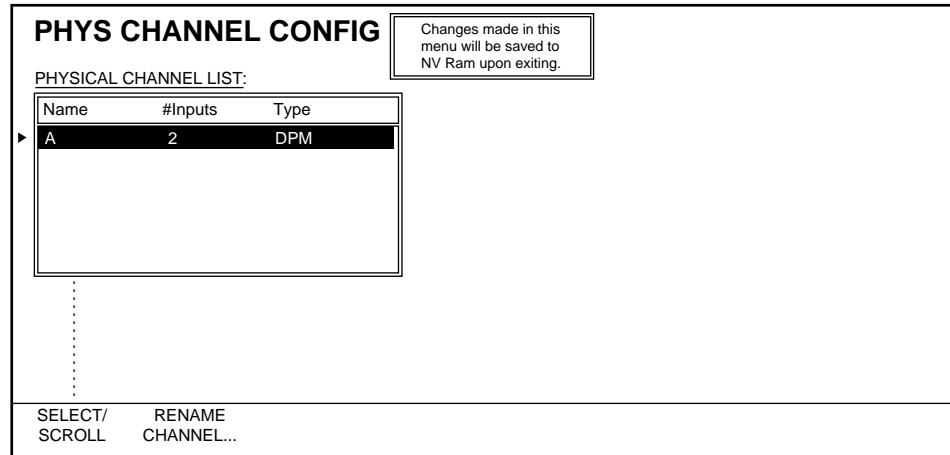 PHYS CHANNEL CONFIG
Changes made in this
menu will be saved to
NV Ram upon exiting.
PHYSICAL CHANNEL LIST:
Name #Inputs Type
A 2 DPM
SELECT/ RENAME
SCROLL CHANNEL...